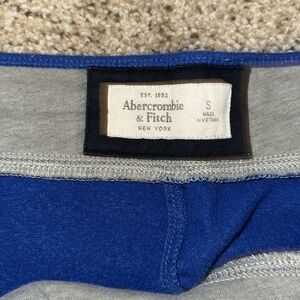 EST. 1892
Abercrombie
& Fitch
NEW YORK
S
MADE
IN VIETNAM